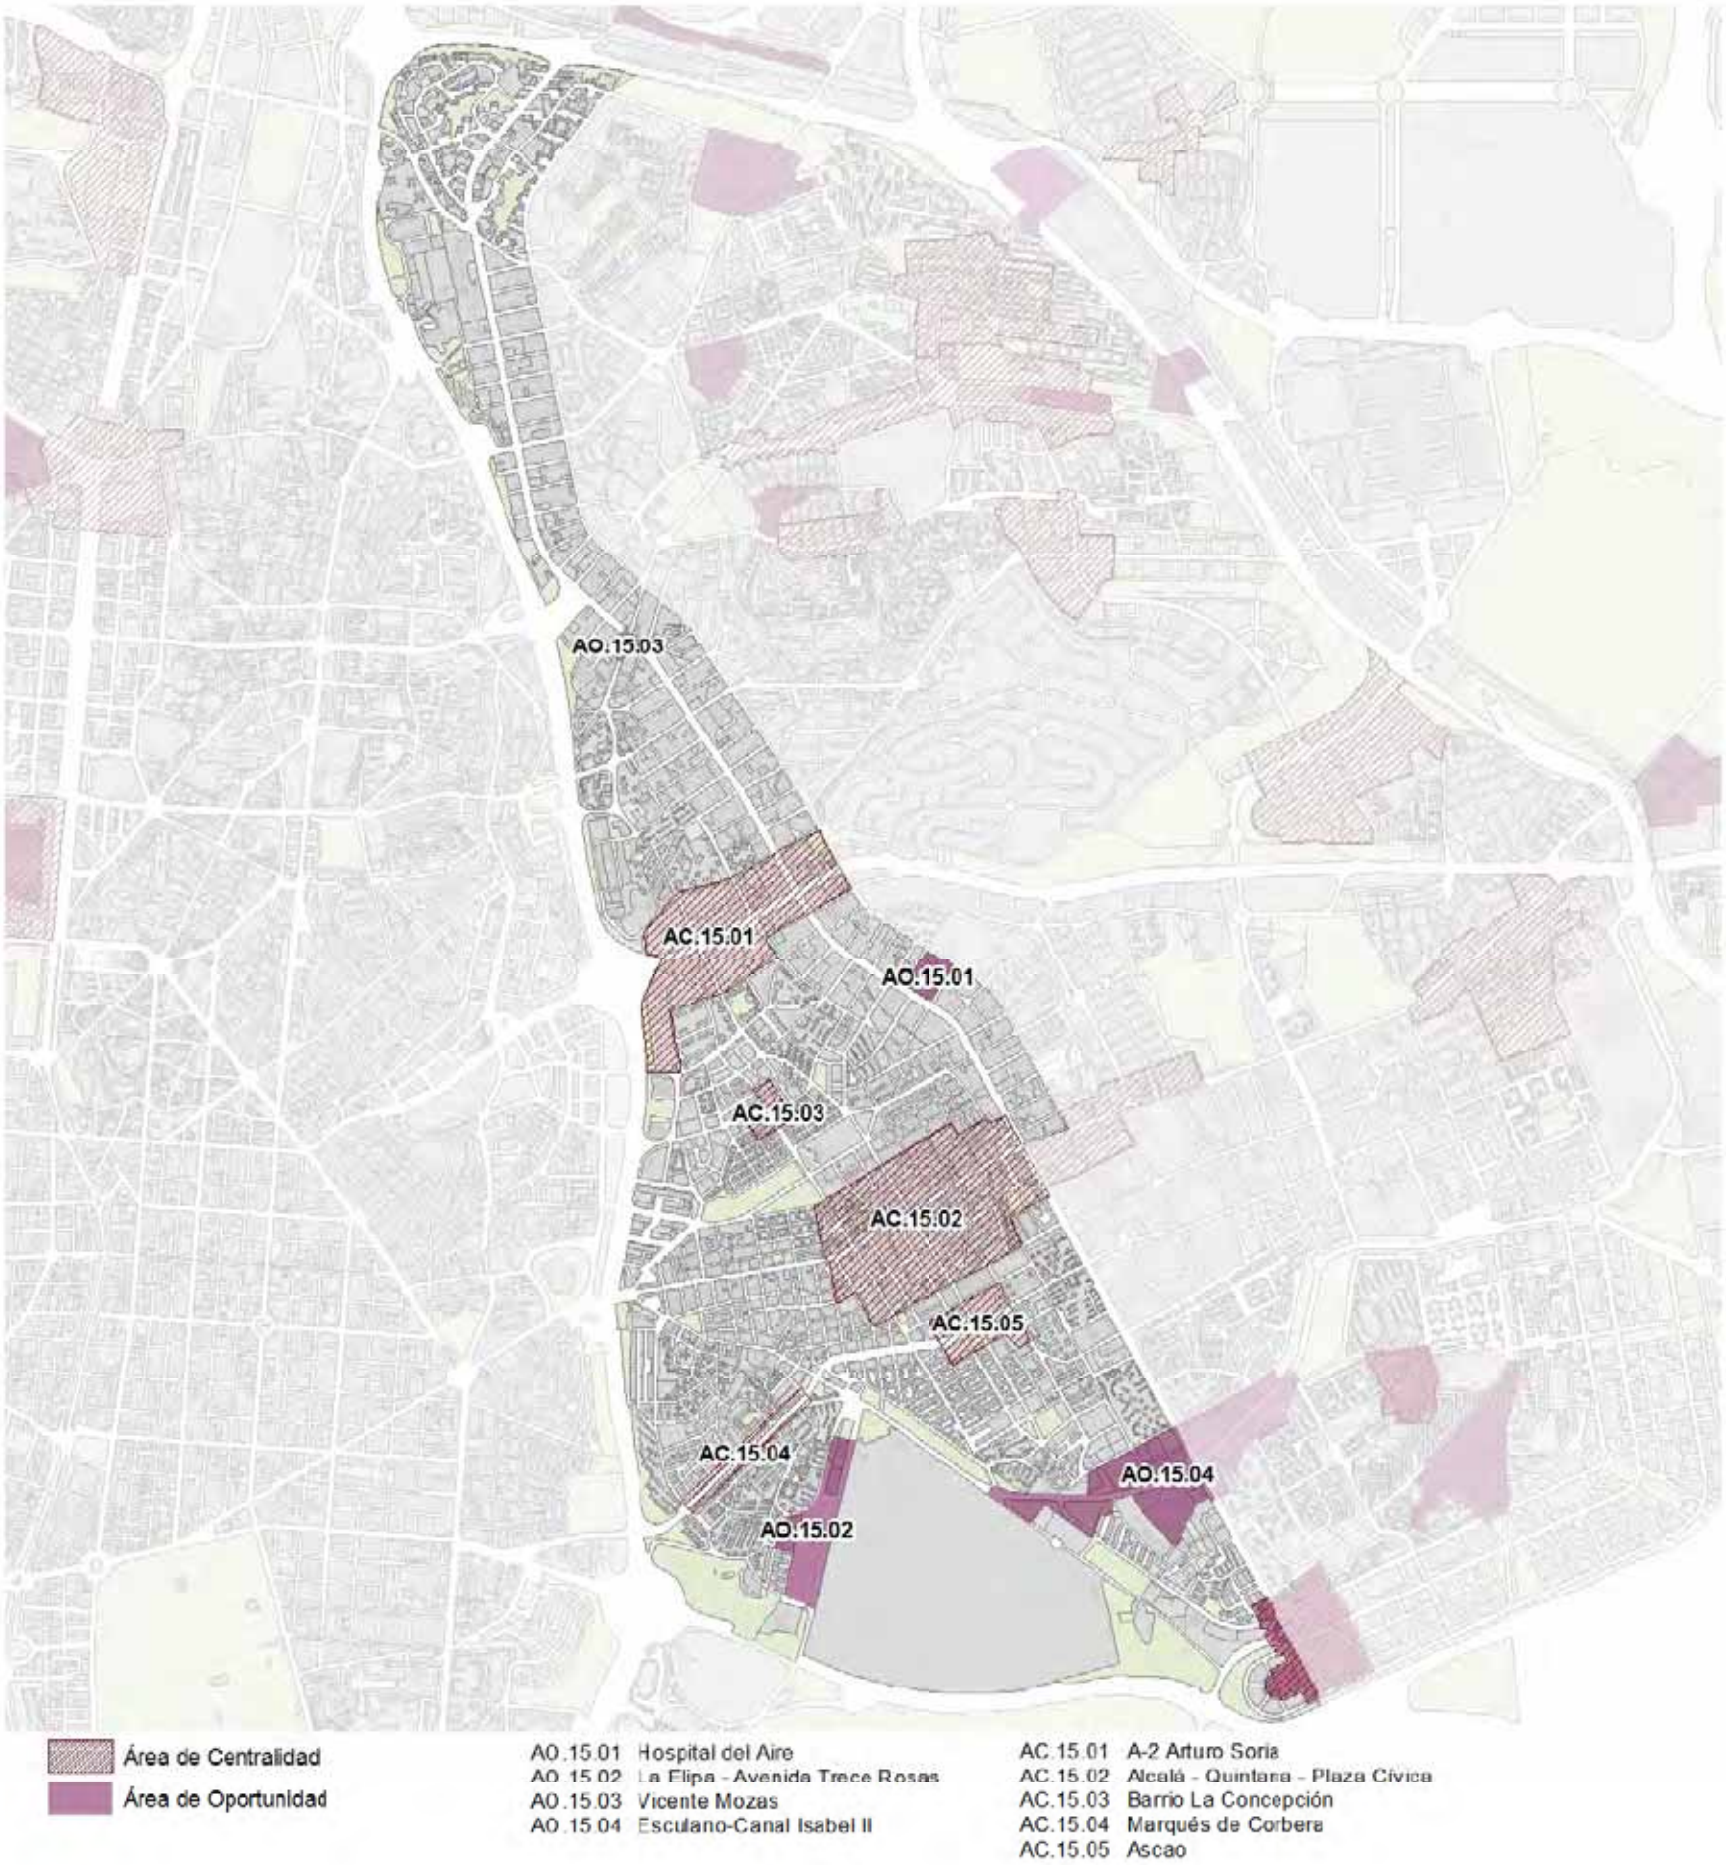 AO.15.03
AC.15.01
AO.15.01
AC.15.03
AC.15.02
AC.15.05
AC.15.04
AO.15.04
AO.15.02
Área de Centralidad
Área de Oportunidad
AO.15.01 Hospital del Aire
AO.15.02 La Elipa - Avenida Trece Rosas
AO.15.03 Vicente Mozas
AO.15.04 Esculano-Canal Isabel II
AC.15.01 A-2 Arturo Soria
AC.15.02 Alcalá - Quintana - Plaza Cívica
AC.15.03 Barrio La Concepción
AC.15.04 Marqués de Corbera
AC.15.05 Ascao